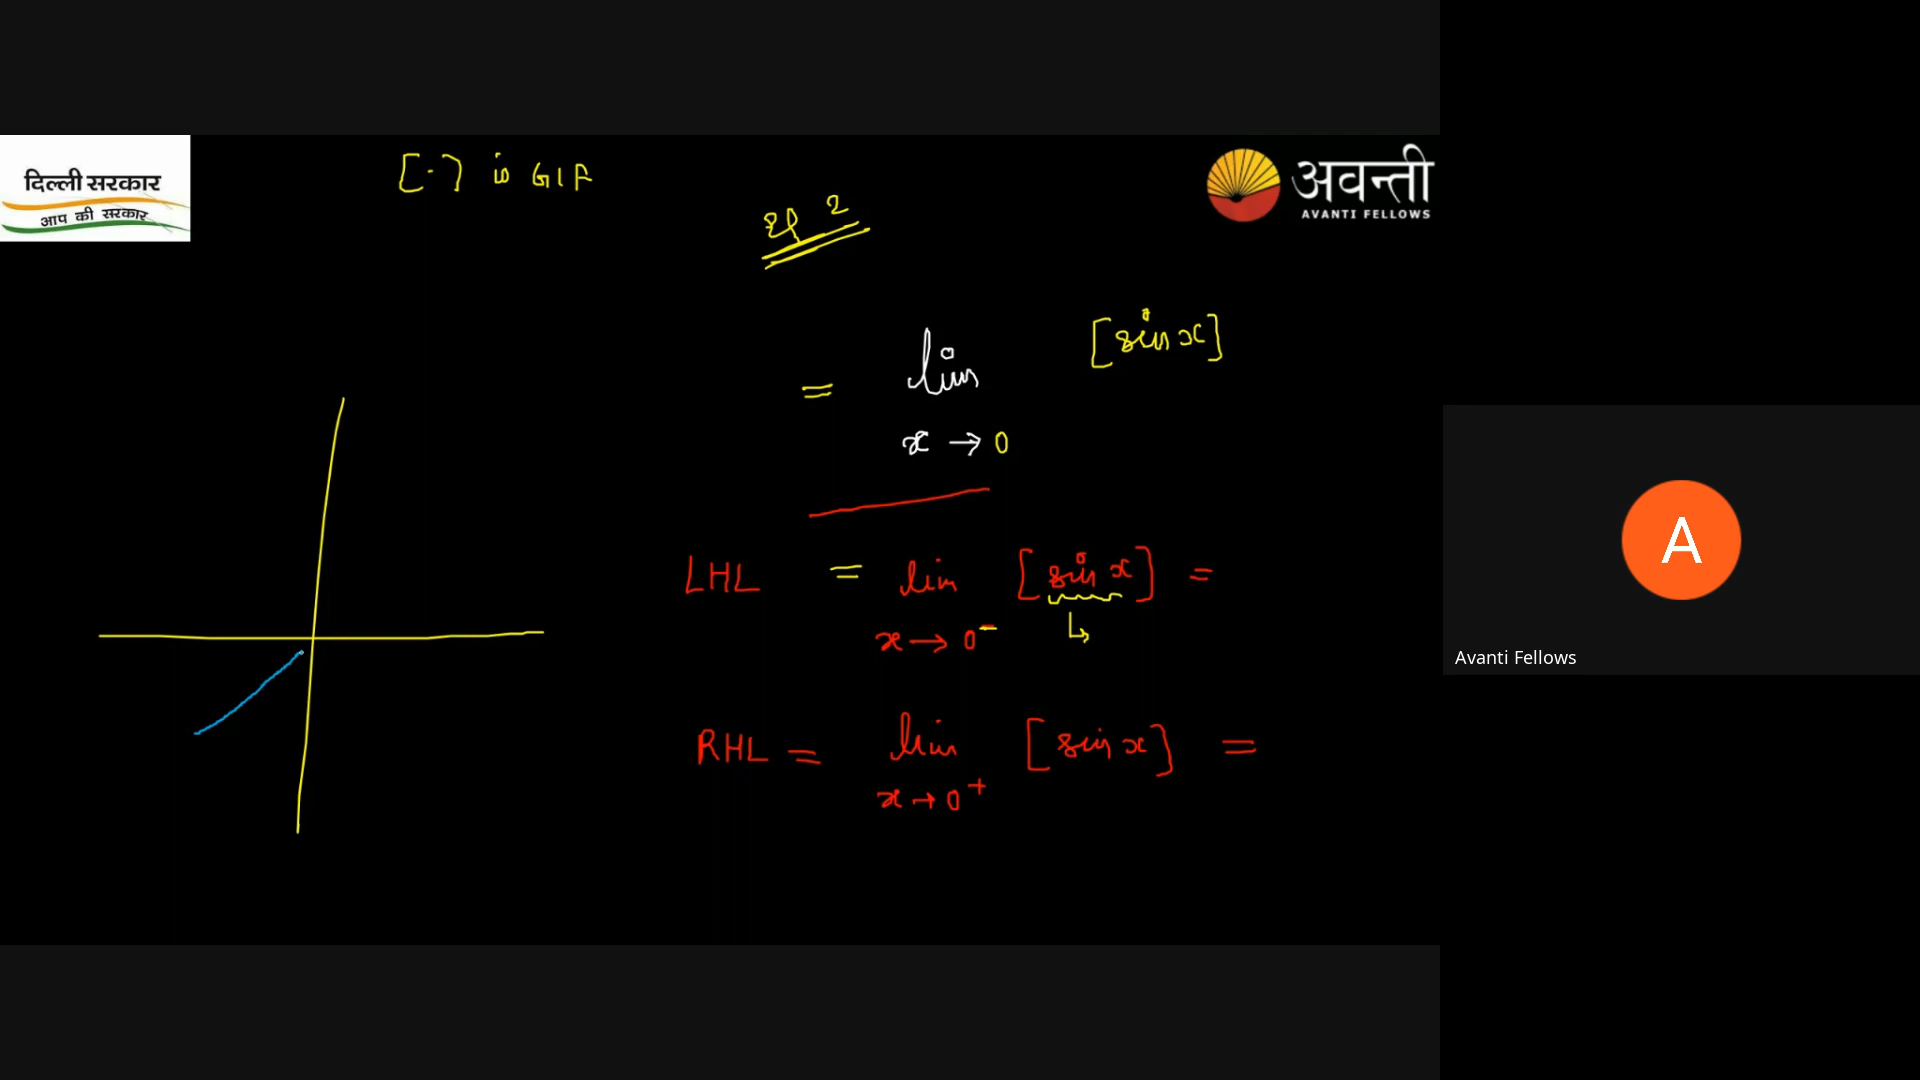 दिल्ली सरकार
आप की सरकार
[·] is GIF
अवन्ती
AVANTI FELLOWS
2
= lim [sin x]
x → 0
LHL = lim [sin x] =
x → 0⁻ ↳
RHL = lim [sin x] =
x → 0⁺
A
Avanti Fellows